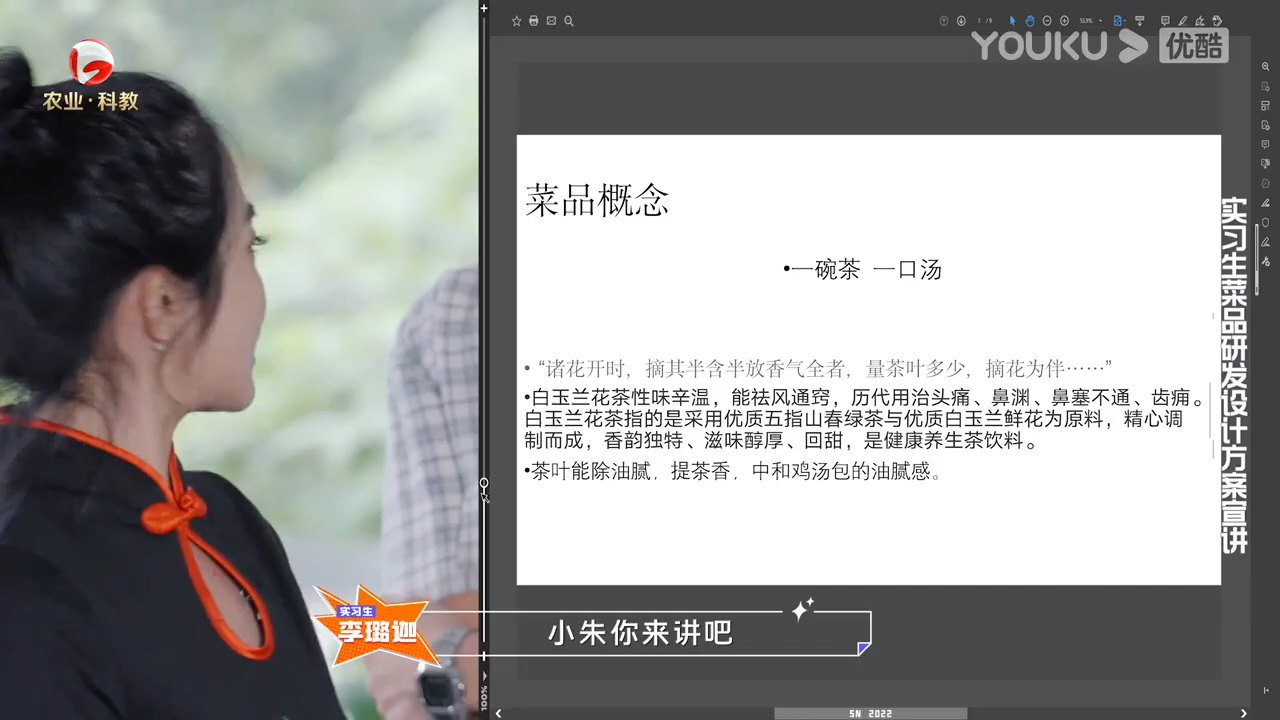 农业·科教
1 / 9
53.9%
YOUKU 优酷
菜品概念
•一碗茶 一口汤
•“诸花开时，摘其半含半放香气全者，量茶叶多少，摘花为伴……”
•白玉兰花茶性味辛温，能祛风通窍，历代用治头痛、鼻渊、鼻塞不通、齿痈。
白玉兰花茶指的是采用优质五指山春绿茶与优质白玉兰鲜花为原料，精心调
制而成，香韵独特、滋味醇厚、回甜，是健康养生茶饮料。
•茶叶能除油腻，提茶香，中和鸡汤包的油腻感。
实习生菜品研发设计方案宣讲
实习生
李璐迦
小朱你来讲吧
100%
SN 2022